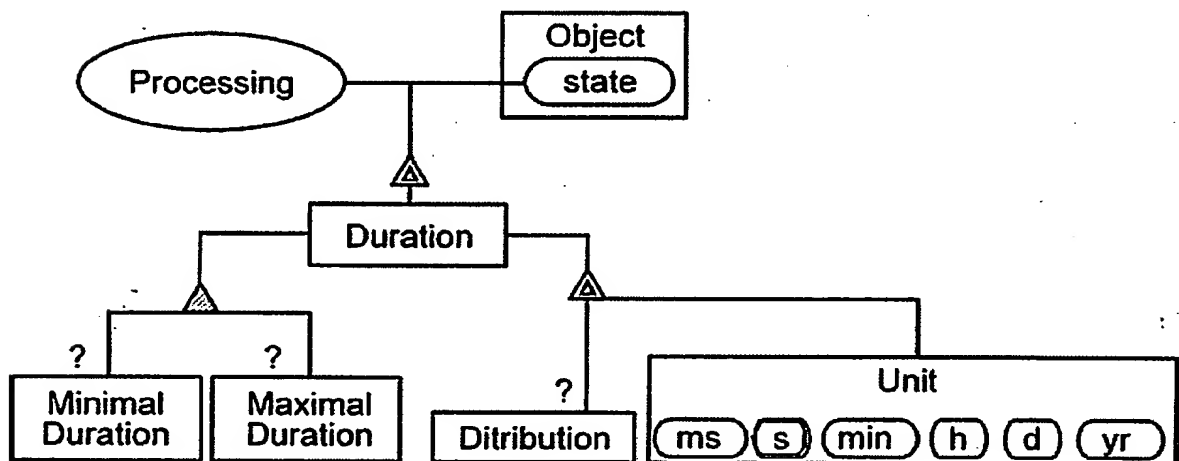 Object
Processing
state
Duration
? ? ?
Minimal
Duration
Maximal
Duration
Ditribution
Unit
ms s min h d yr